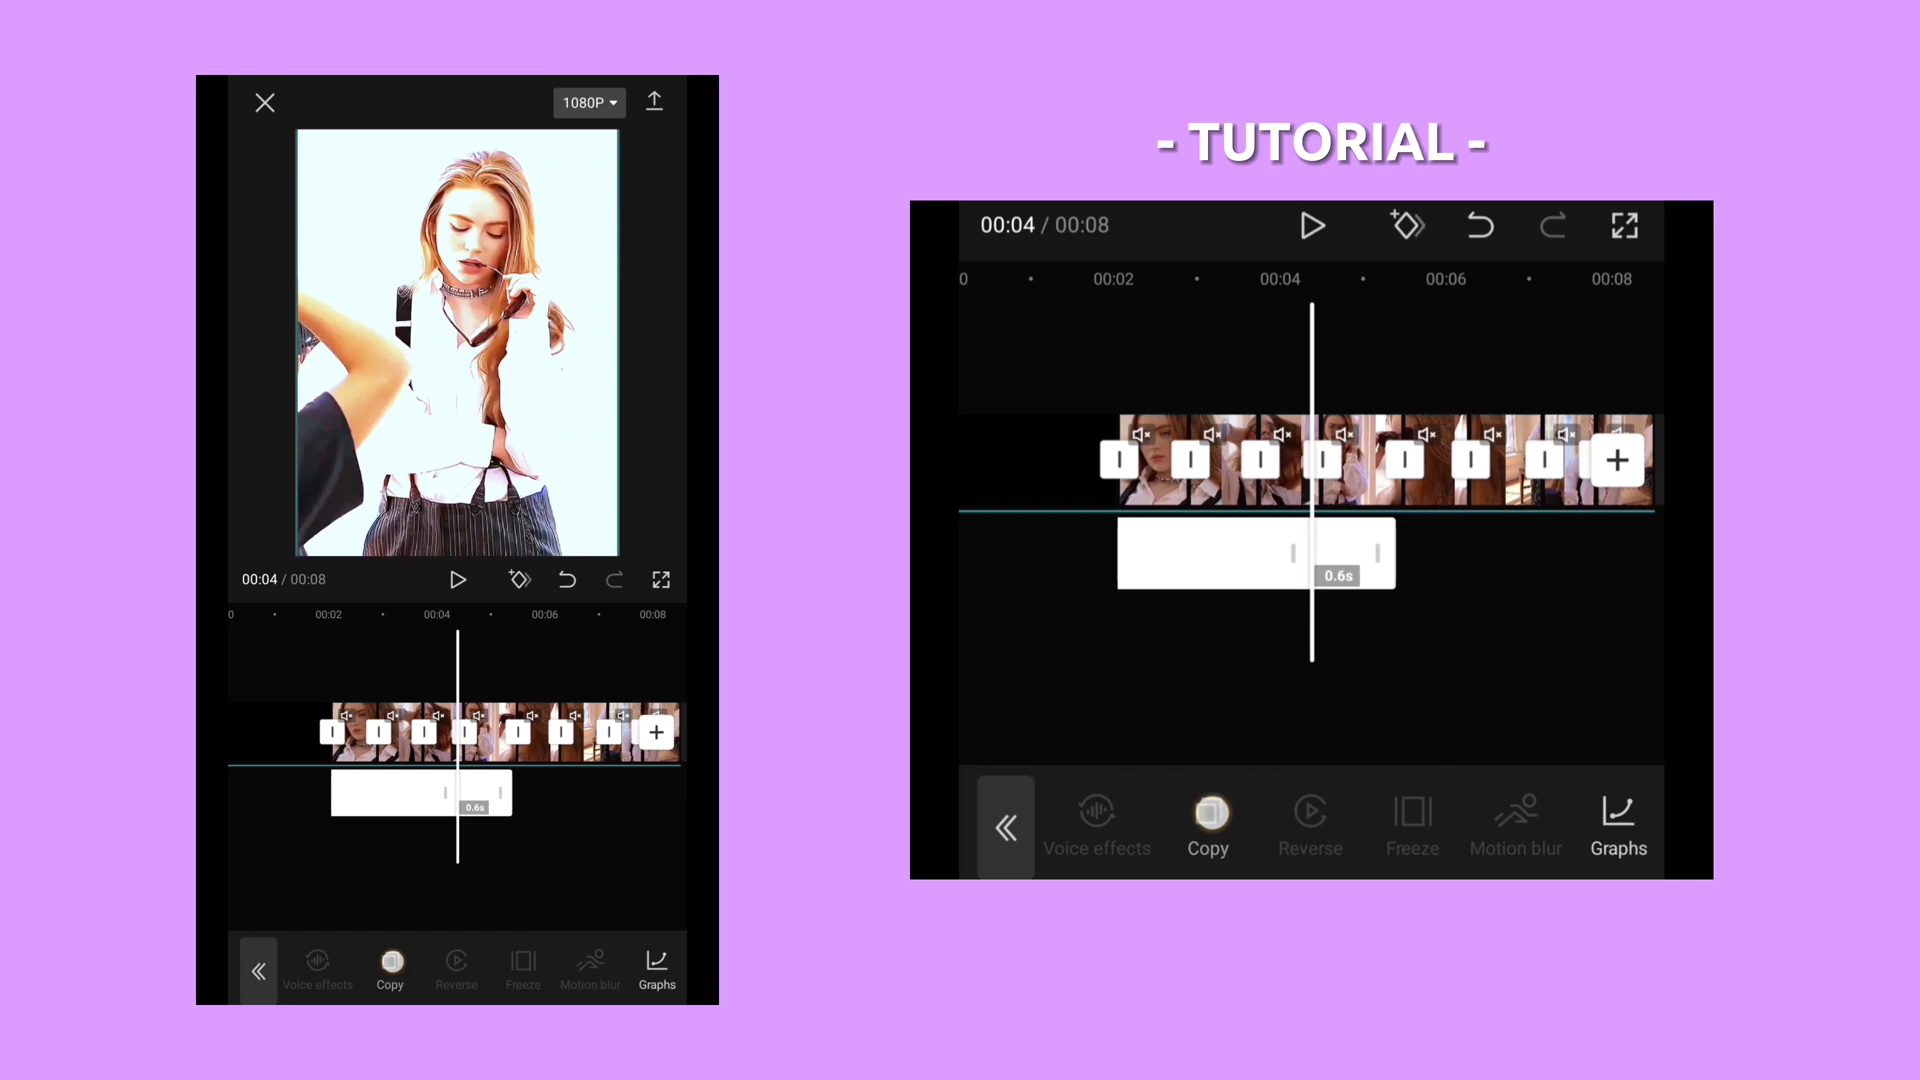 1080P
00:04 / 00:08
0 00:02 00:04 00:06 00:08
0.6s
Voice effects Copy Reverse Freeze Motion blur Graphs
- TUTORIAL -
00:04 / 00:08
0 00:02 00:04 00:06 00:08
0.6s
Voice effects Copy Reverse Freeze Motion blur Graphs